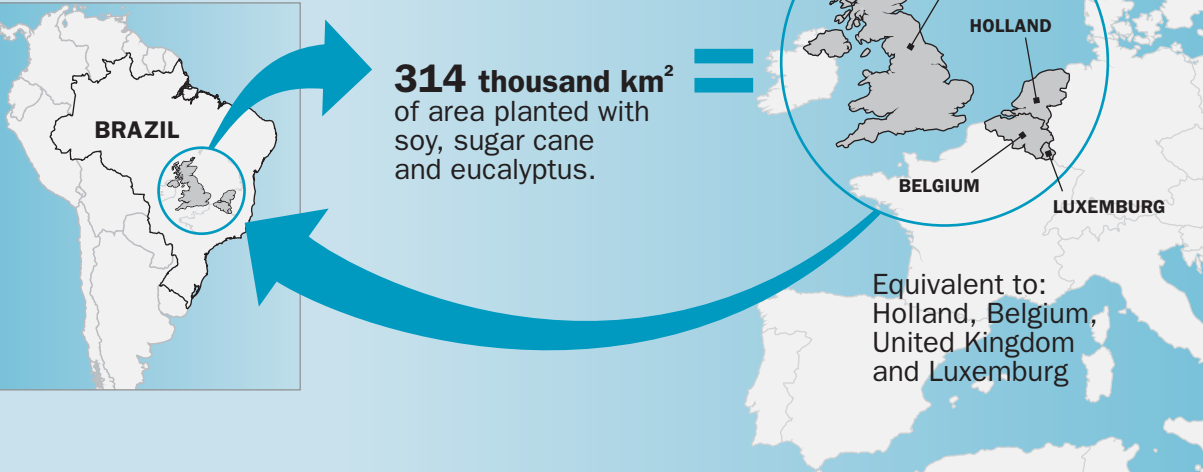 BRAZIL
314 thousand km²
of area planted with
soy, sugar cane
and eucalyptus.
HOLLAND
BELGIUM
LUXEMBURG
Equivalent to:
Holland, Belgium,
United Kingdom
and Luxemburg